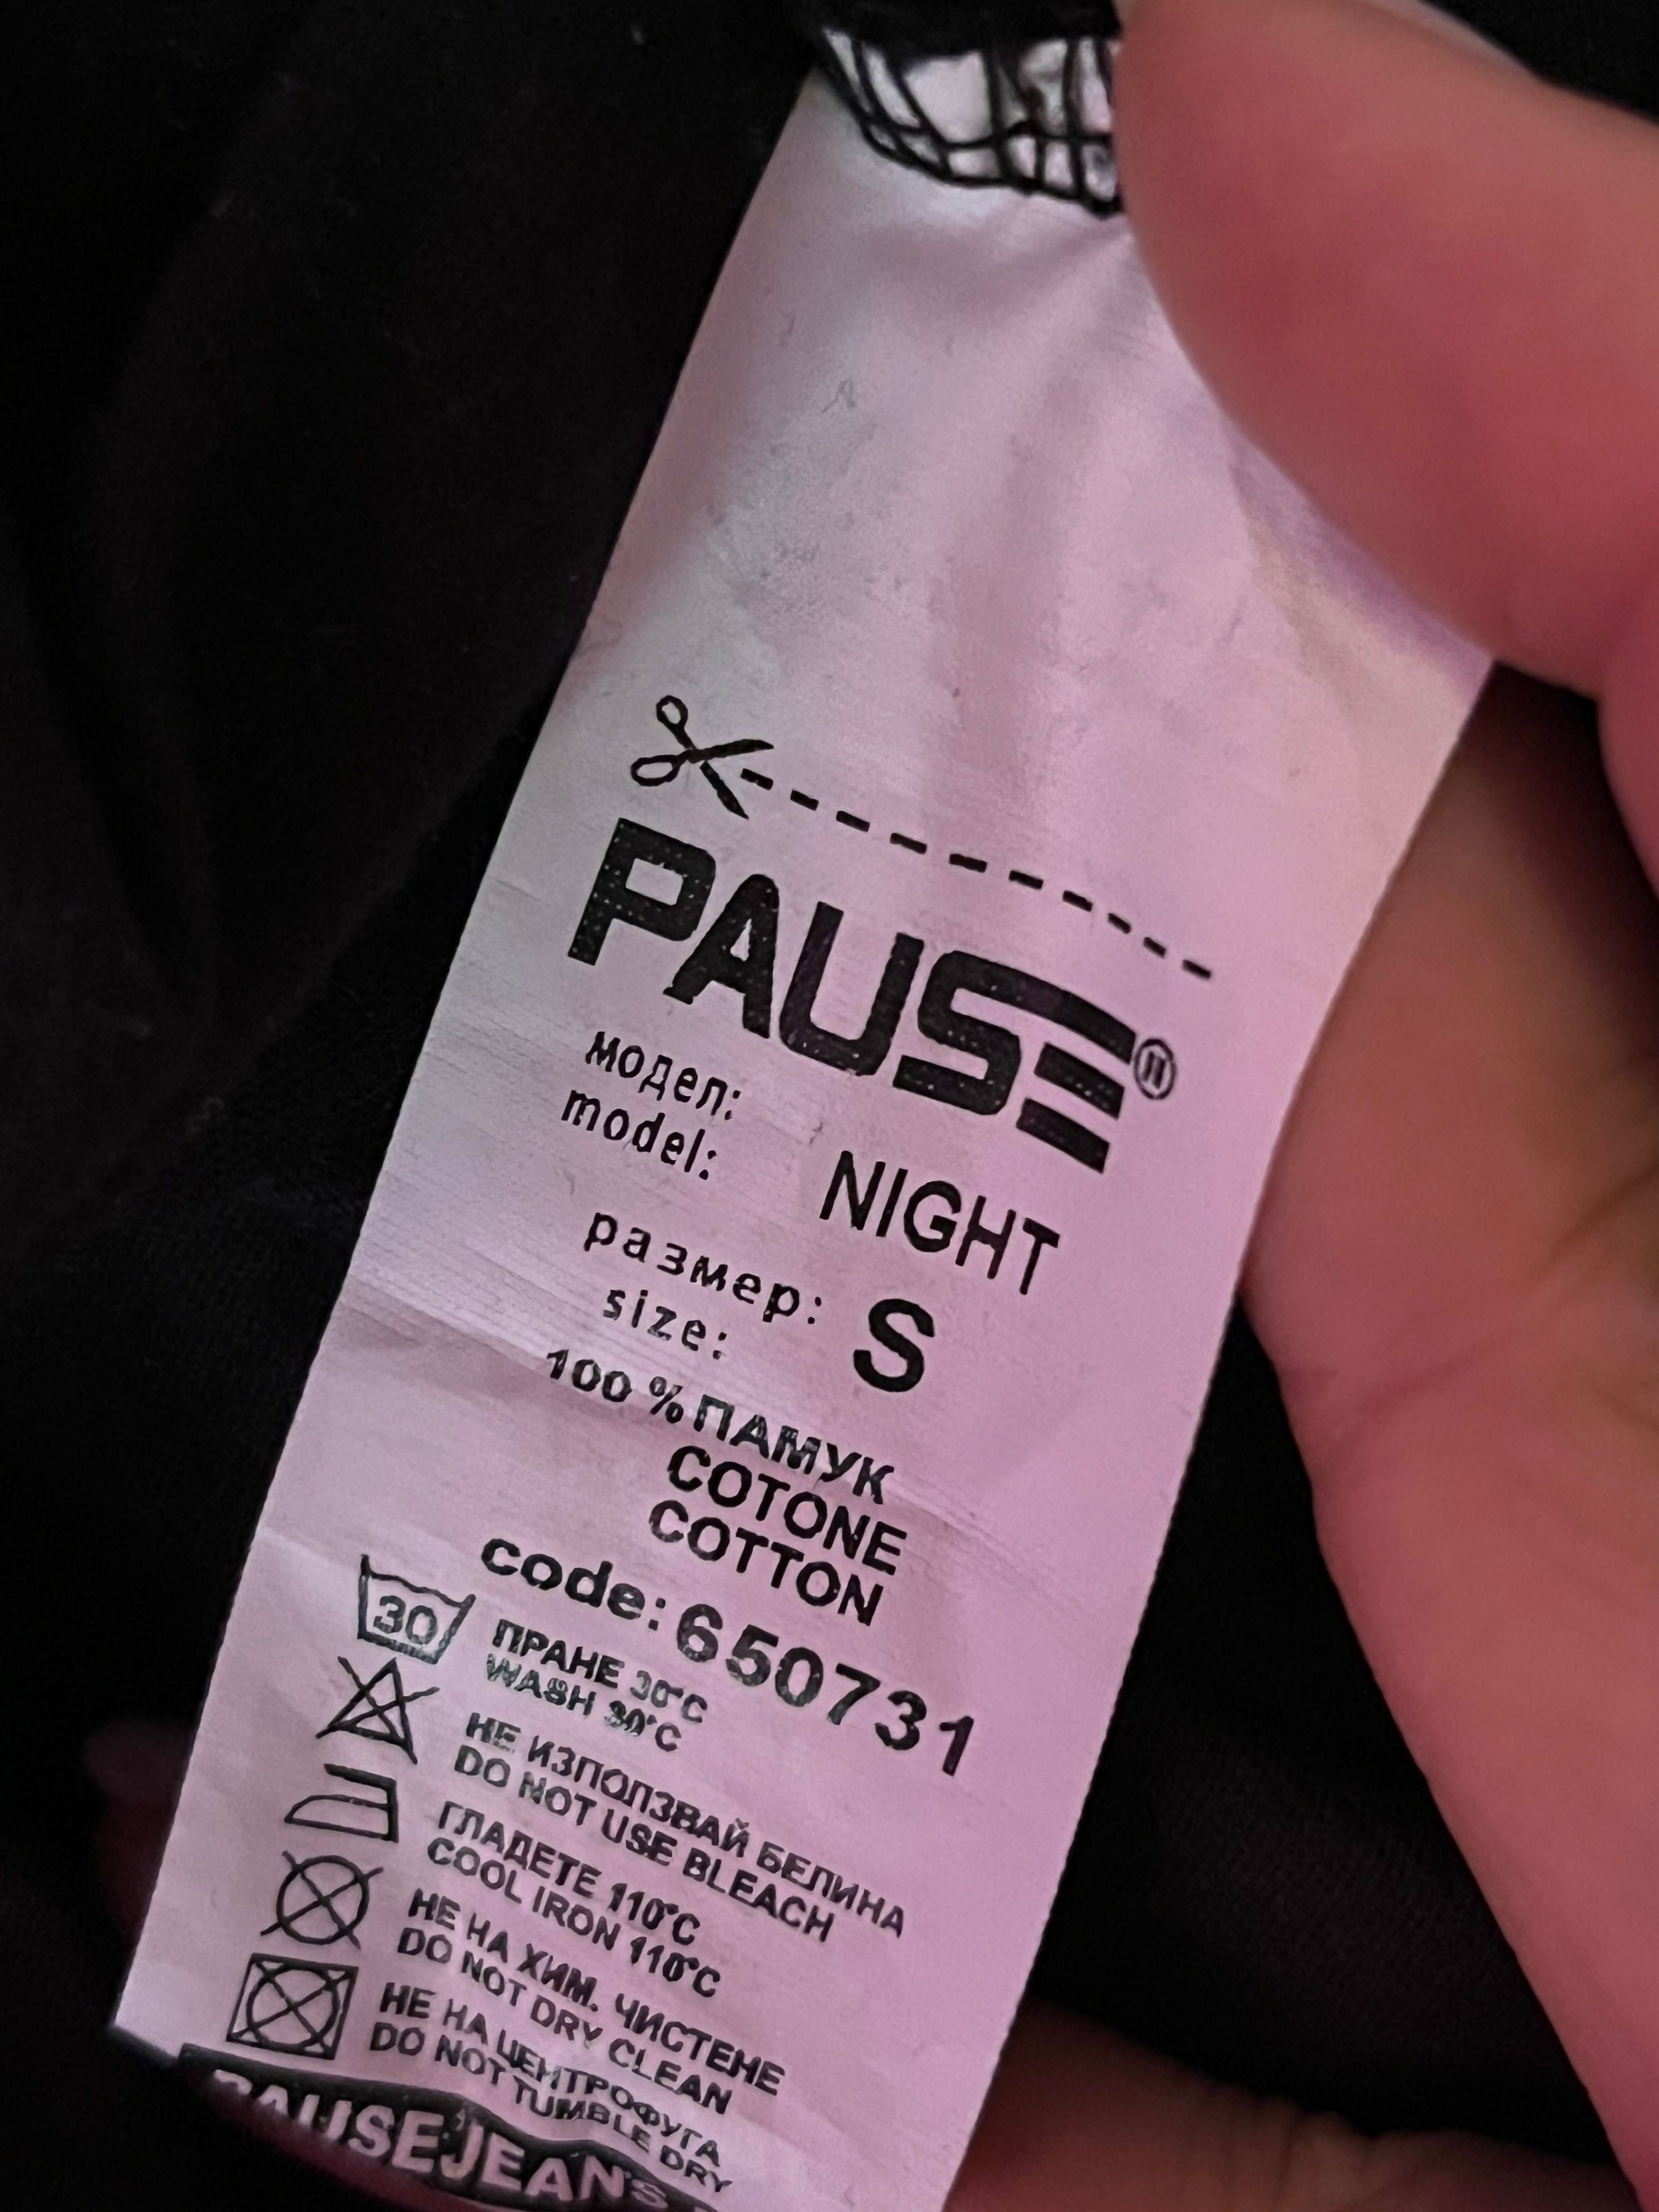 PAUSE®
модел:
model: NIGHT
размер: S
size:
100 % ПАМУК
COTONE
COTTON
code: 650731
30 ПРАНЕ 30°C
WASH 30°C
НЕ ИЗПОЛЗВАЙ БЕЛИНА
DO NOT USE BLEACH
ГЛАДЕТЕ 110°C
COOL IRON 110°C
НЕ НА ХИМ. ЧИСТЕНЕ
DO NOT DRY CLEAN
НЕ НА ЦЕНТРОФУГА
DO NOT TUMBLE DRY
PAUSEJEANS